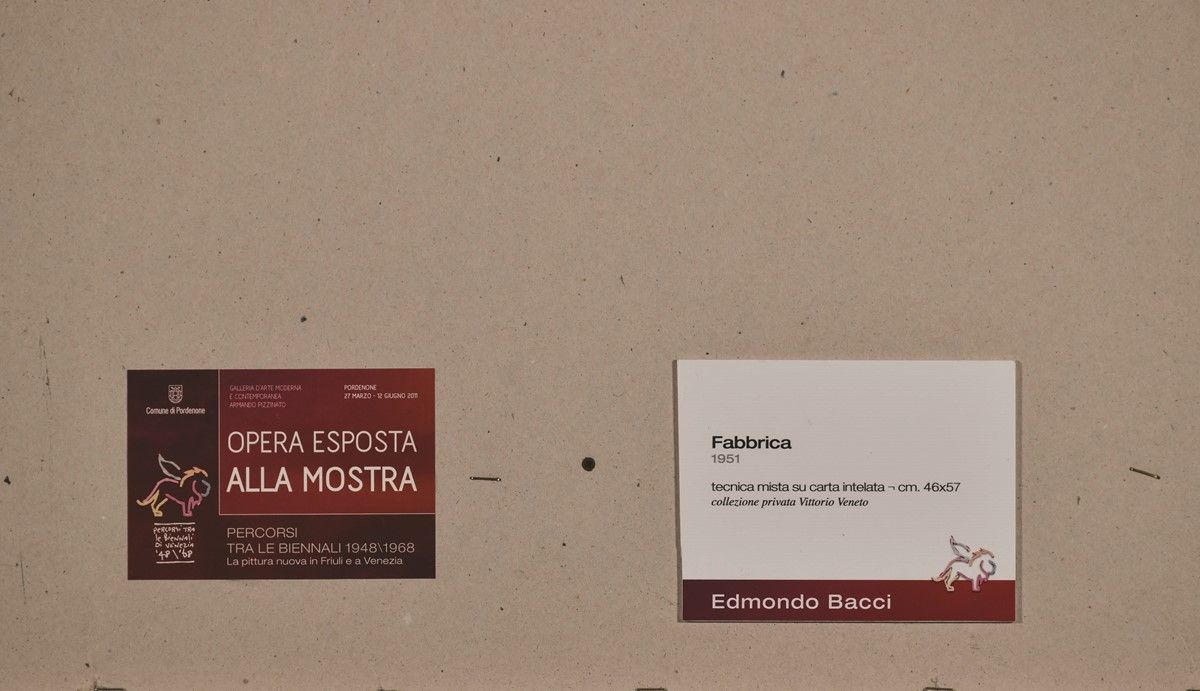 Comune di Pordenone
PERCORSI TRA
le BIENNALI
DI VENEZIA
'48\'68
GALLERIA D'ARTE MODERNA
E CONTEMPORANEA
ARMANDO PIZZINATO
PORDENONE
27 MARZO - 12 GIUGNO 2011
OPERA ESPOSTA
ALLA MOSTRA
PERCORSI
TRA LE BIENNALI 1948\1968
La pittura nuova in Friuli e a Venezia
Fabbrica
1951
tecnica mista su carta intelata ¬ cm. 46x57
collezione privata Vittorio Veneto
Edmondo Bacci